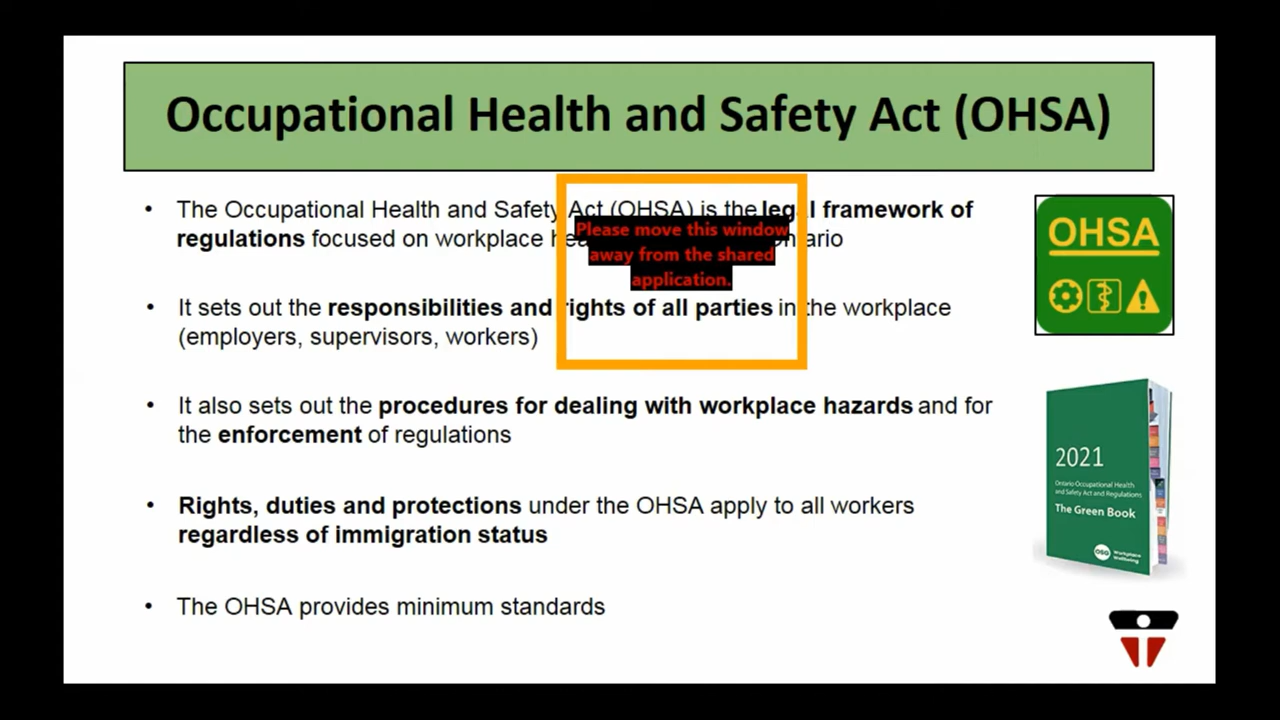 Occupational Health and Safety Act (OHSA)
• The Occupational Health and Safety Act (OHSA) is the legal framework of
regulations focused on workplace ntario
Please move this window
away from the shared
application.
• It sets out the responsibilities and rights of all parties in the workplace
(employers, supervisors, workers)
• It also sets out the procedures for dealing with workplace hazards and for
the enforcement of regulations
• Rights, duties and protections under the OHSA apply to all workers
regardless of immigration status
• The OHSA provides minimum standards
OHSA
2021
Ontario Occupational Health
and Safety Act and Regulations
The Green Book
OSG Workplace
Wellbeing